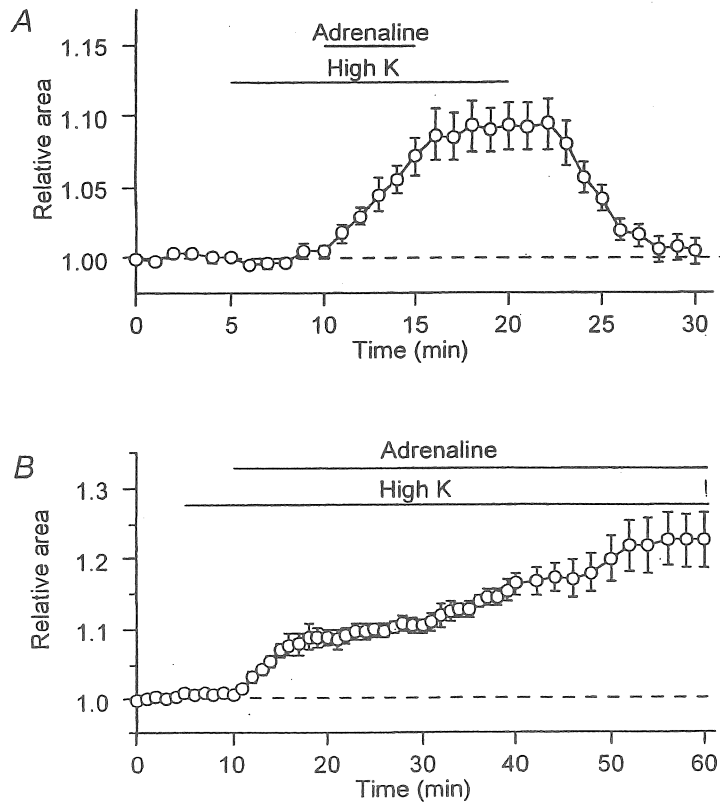 A
Adrenaline
High K
1.15
1.10
1.05
1.00
Relative area
0 5 10 15 20 25 30
Time (min)
B
Adrenaline
High K
1.3
1.2
1.1
1.0
Relative area
0 10 20 30 40 50 60
Time (min)